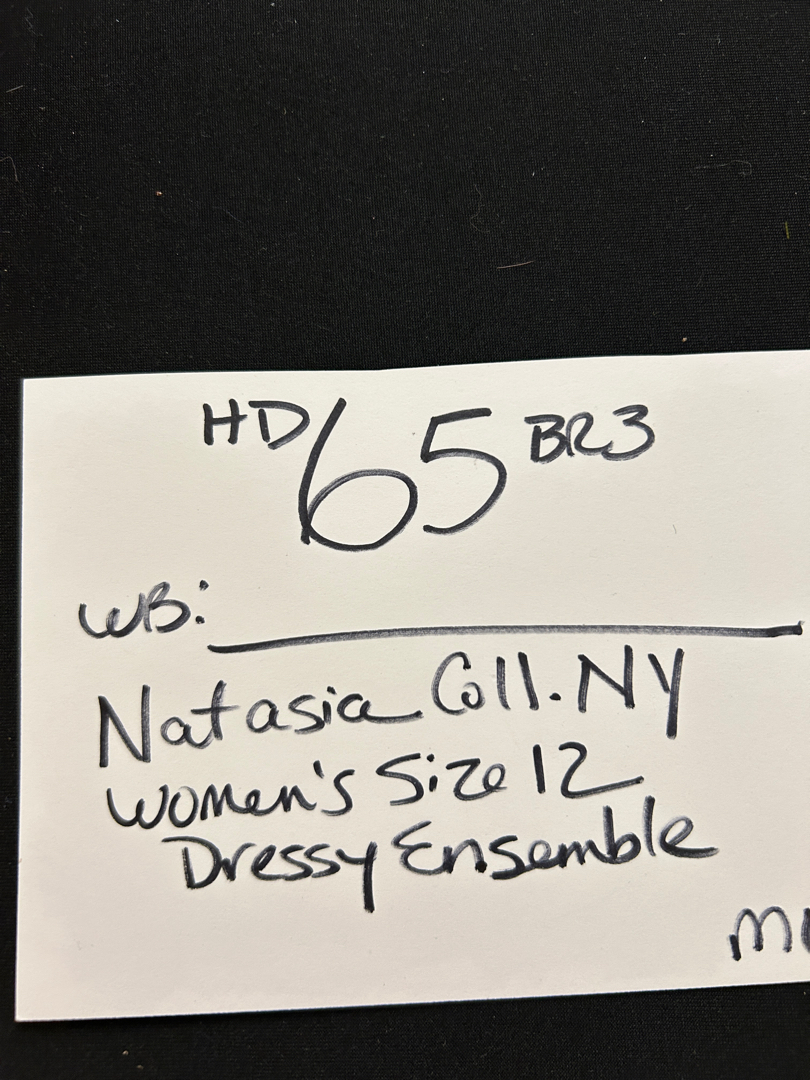 HD 65 BR3
WB:
Natasia Coll. NY
Women's Size 12
Dressy Ensemble